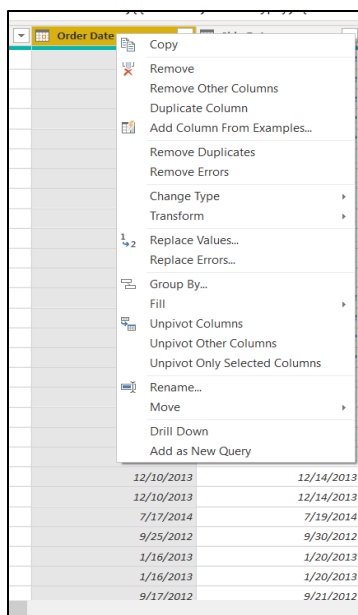 Order Date
Copy
Remove
Remove Other Columns
Duplicate Column
Add Column From Examples...
Remove Duplicates
Remove Errors
Change Type
Transform
1
2
Replace Values...
Replace Errors...
Group By...
Fill
Unpivot Columns
Unpivot Other Columns
Unpivot Only Selected Columns
Rename...
Move
Drill Down
Add as New Query
12/10/2013 12/14/2013
12/10/2013 12/14/2013
7/17/2014 7/19/2014
9/25/2012 9/30/2012
1/16/2013 1/20/2013
1/16/2013 1/20/2013
9/17/2012 9/21/2012